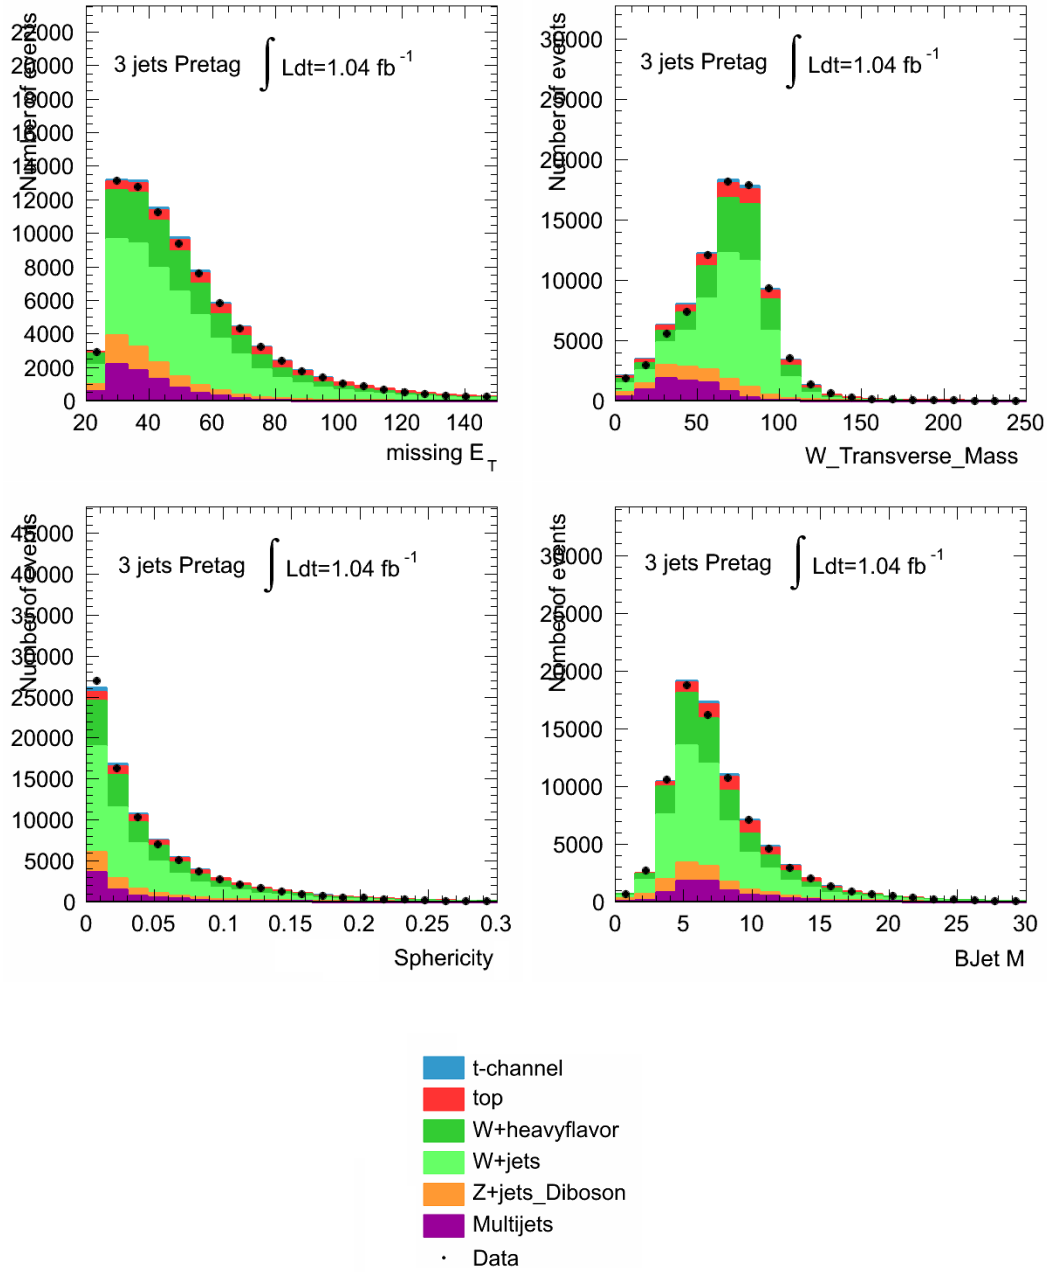 Number of events
22000
20000
18000
16000
14000
12000
10000
8000
6000
4000
2000
0
3 jets Pretag ∫ Ldt=1.04 fb-1
20 40 60 80 100 120 140
missing ET
Number of events
30000
25000
20000
15000
10000
5000
0
3 jets Pretag ∫ Ldt=1.04 fb-1
0 50 100 150 200 250
W_Transverse_Mass
Number of events
45000
40000
35000
30000
25000
20000
15000
10000
5000
0
3 jets Pretag ∫ Ldt=1.04 fb-1
0 0.05 0.1 0.15 0.2 0.25 0.3
Sphericity
Number of events
30000
25000
20000
15000
10000
5000
0
3 jets Pretag ∫ Ldt=1.04 fb-1
0 5 10 15 20 25 30
BJet M
t-channel
top
W+heavyflavor
W+jets
Z+jets_Diboson
Multijets
Data